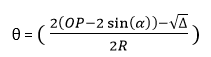 θ = ( (2(OP−2 sin(α))−√Δ) / (2R) )